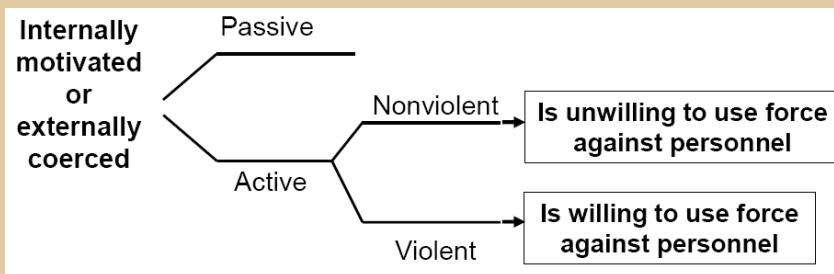 Internally
motivated
or
externally
coerced
Passive
Active
Nonviolent
Violent
Is unwilling to use force
against personnel
Is willing to use force
against personnel